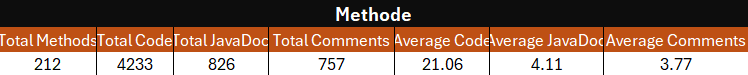 Methode
Total Methods Total Code Total JavaDoc Total Comments Average Code Average JavaDoc Average Comments
212 4233 826 757 21.06 4.11 3.77